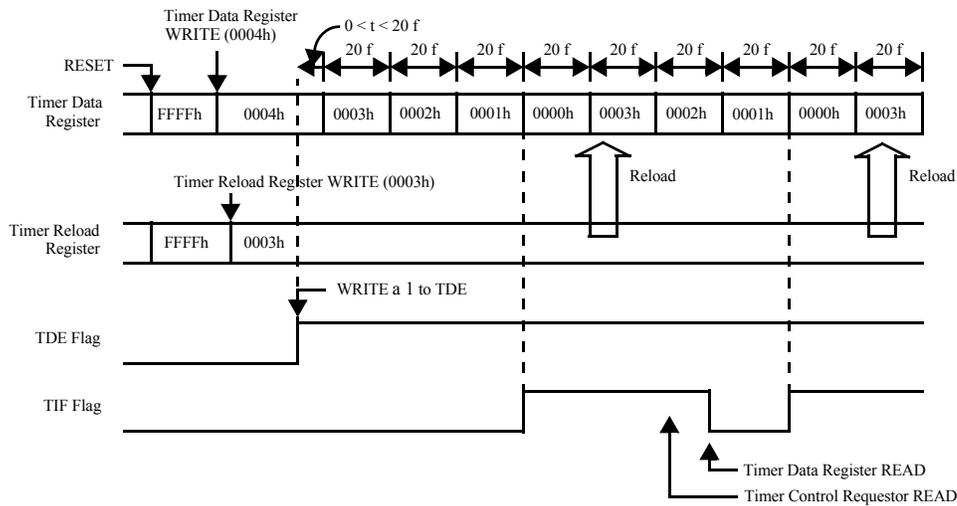 Timer Data Register
WRITE (0004h)
0 < t < 20 f
20 f 20 f 20 f 20 f 20 f 20 f 20 f 20 f 20 f
RESET
Timer Data
Register
FFFFh 0004h 0003h 0002h 0001h 0000h 0003h 0002h 0001h 0000h 0003h
Reload Reload
Timer Reload Register WRITE (0003h)
Timer Reload
Register
FFFFh 0003h
WRITE a 1 to TDE
TDE Flag
TIF Flag
Timer Data Register READ
Timer Control Requestor READ